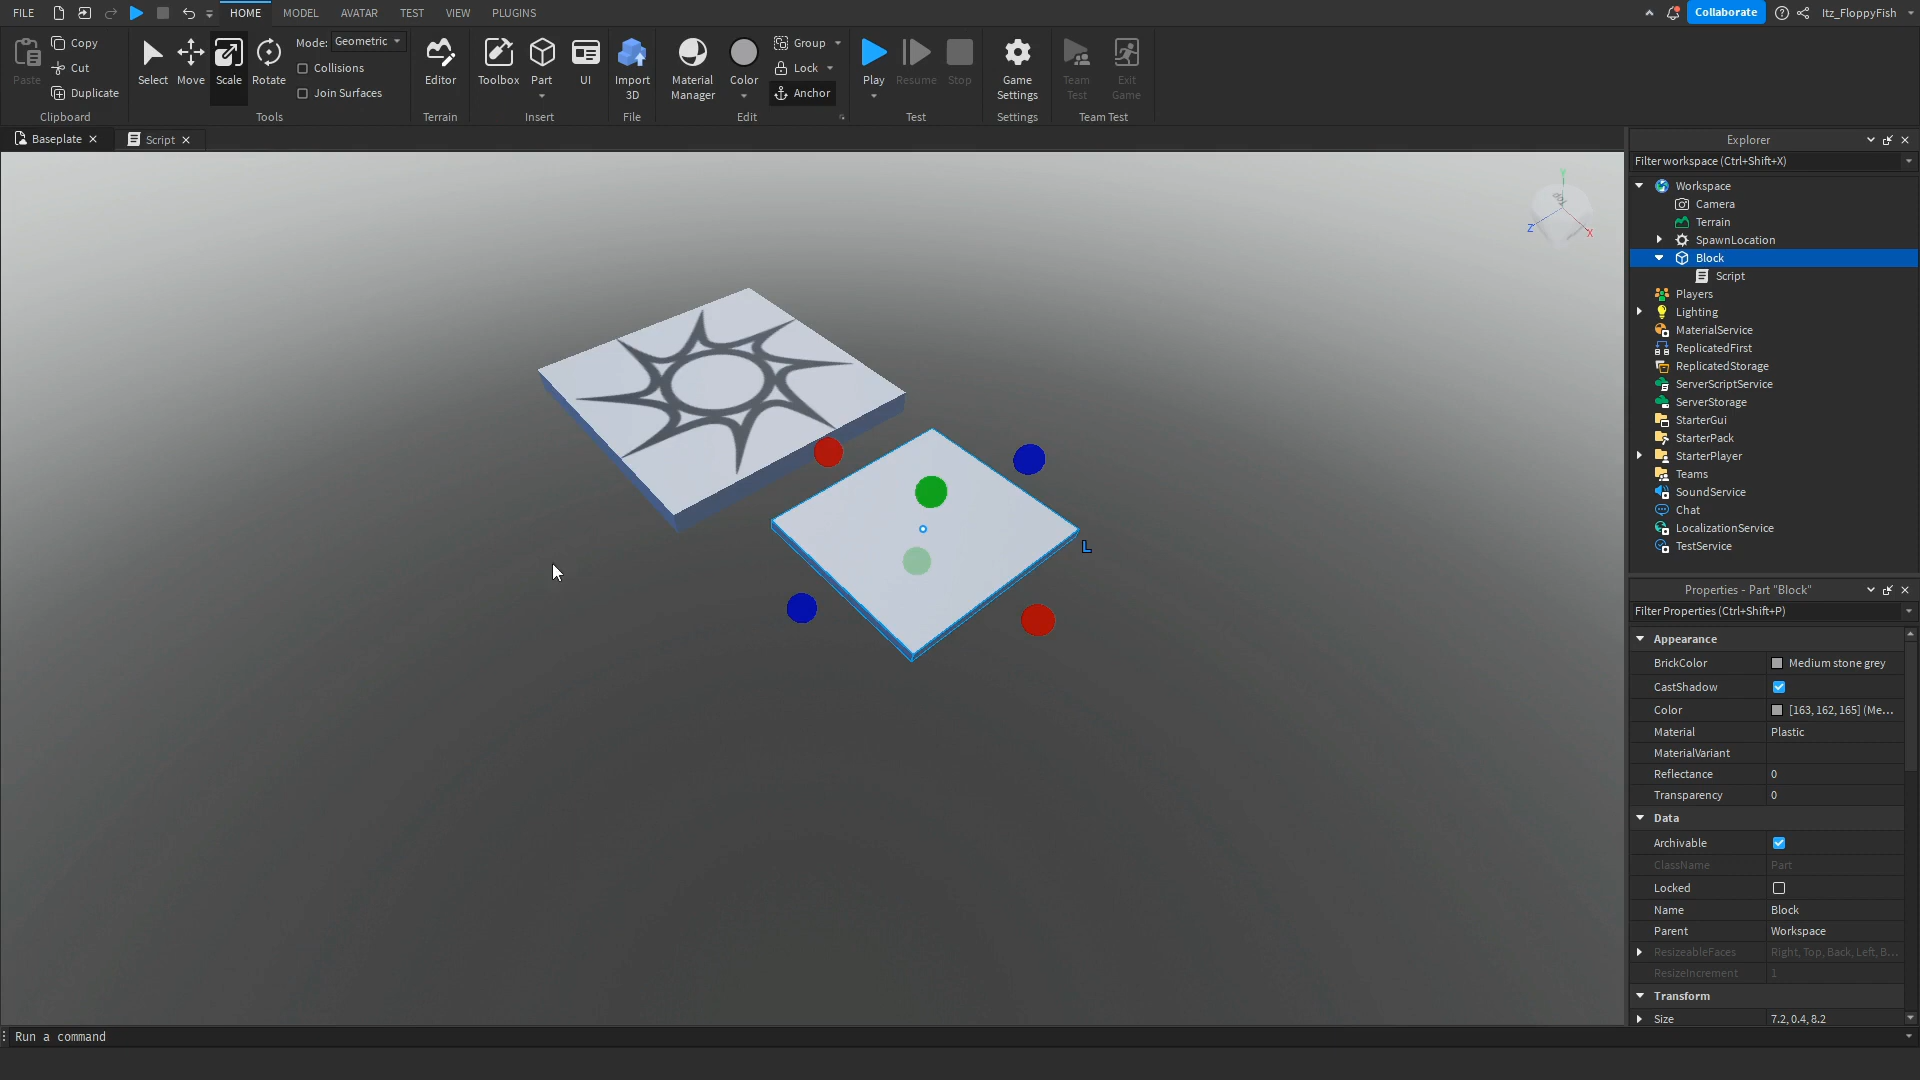 FILE HOME MODEL AVATAR TEST VIEW PLUGINS Collaborate Itz_FloppyFish
Paste Copy Cut Duplicate Clipboard
Select Move Scale Rotate Mode: Geometric Collisions Join Surfaces Tools
Editor Terrain
Toolbox Part UI Insert
Import 3D File
Material Manager Color Group Lock Anchor Edit
Play Resume Stop Test
Game Settings Settings
Team Test Exit Game Team Test
Baseplate Script
L
Y
Z
X
Explorer
Filter workspace (Ctrl+Shift+X)
Workspace
Camera
Terrain
SpawnLocation
Block
Script
Players
Lighting
MaterialService
ReplicatedFirst
ReplicatedStorage
ServerScriptService
ServerStorage
StarterGui
StarterPack
StarterPlayer
Teams
SoundService
Chat
LocalizationService
TestService
Properties - Part "Block"
Filter Properties (Ctrl+Shift+P)
Appearance
BrickColor Medium stone grey
CastShadow
Color [163, 162, 165] (Me...
Material Plastic
MaterialVariant
Reflectance 0
Transparency 0
Data
Archivable
ClassName Part
Locked
Name Block
Parent Workspace
ResizeableFaces Right, Top, Back, Left, B...
ResizeIncrement 1
Transform
Size 7.2, 0.4, 8.2
Run a command